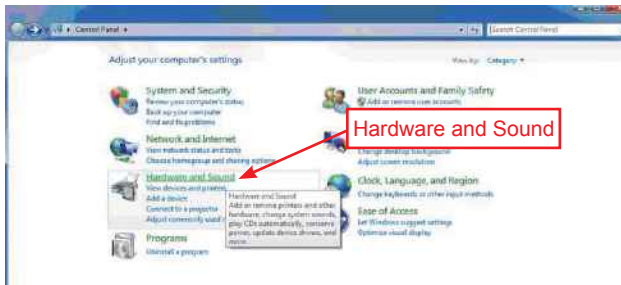 Control Panel
Search Control Panel
Adjust your computer's settings
View by: Category
System and Security
Review your computer's status
Back up your computer
Find and fix problems
Network and Internet
View network status and tasks
Choose homegroup and sharing options
Hardware and Sound
View devices and printers
Add a device
Connect to a projector
Adjust commonly used
Programs
Uninstall a program
Hardware and Sound
Add or remove printers and other
hardware, change system sounds,
play CDs automatically, conserve
power, update device drivers, and
more.
User Accounts and Family Safety
Add or remove user accounts
Hardware and Sound
Change desktop background
Adjust screen resolution
Clock, Language, and Region
Change keyboards or other input methods
Ease of Access
Let Windows suggest settings
Optimize visual display